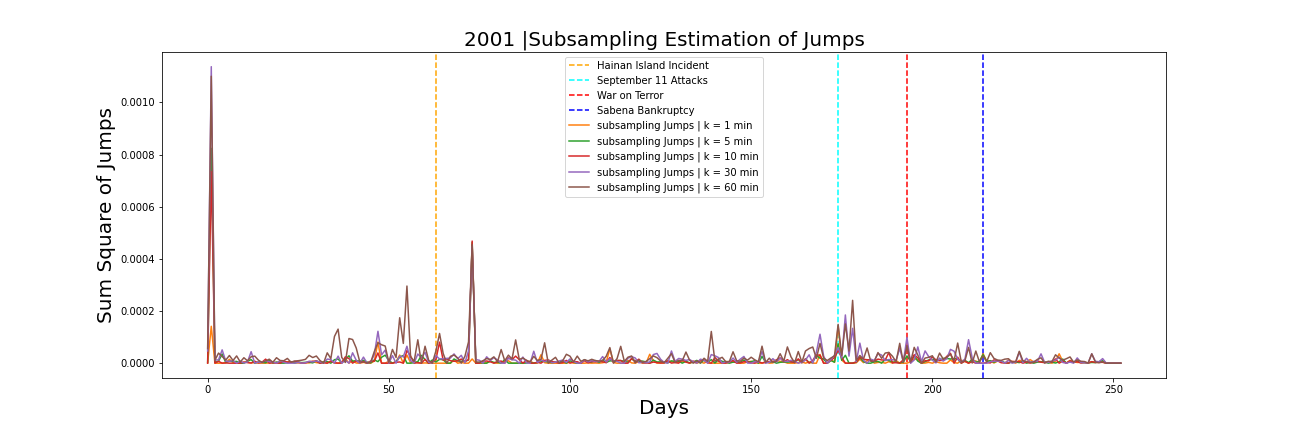 2001 |Subsampling Estimation of Jumps
Hainan Island Incident
September 11 Attacks
War on Terror
Sabena Bankruptcy
subsampling Jumps | k = 1 min
subsampling Jumps | k = 5 min
subsampling Jumps | k = 10 min
subsampling Jumps | k = 30 min
subsampling Jumps | k = 60 min
Sum Square of Jumps
0.0010
0.0008
0.0006
0.0004
0.0002
0.0000
0 50 100 150 200 250
Days